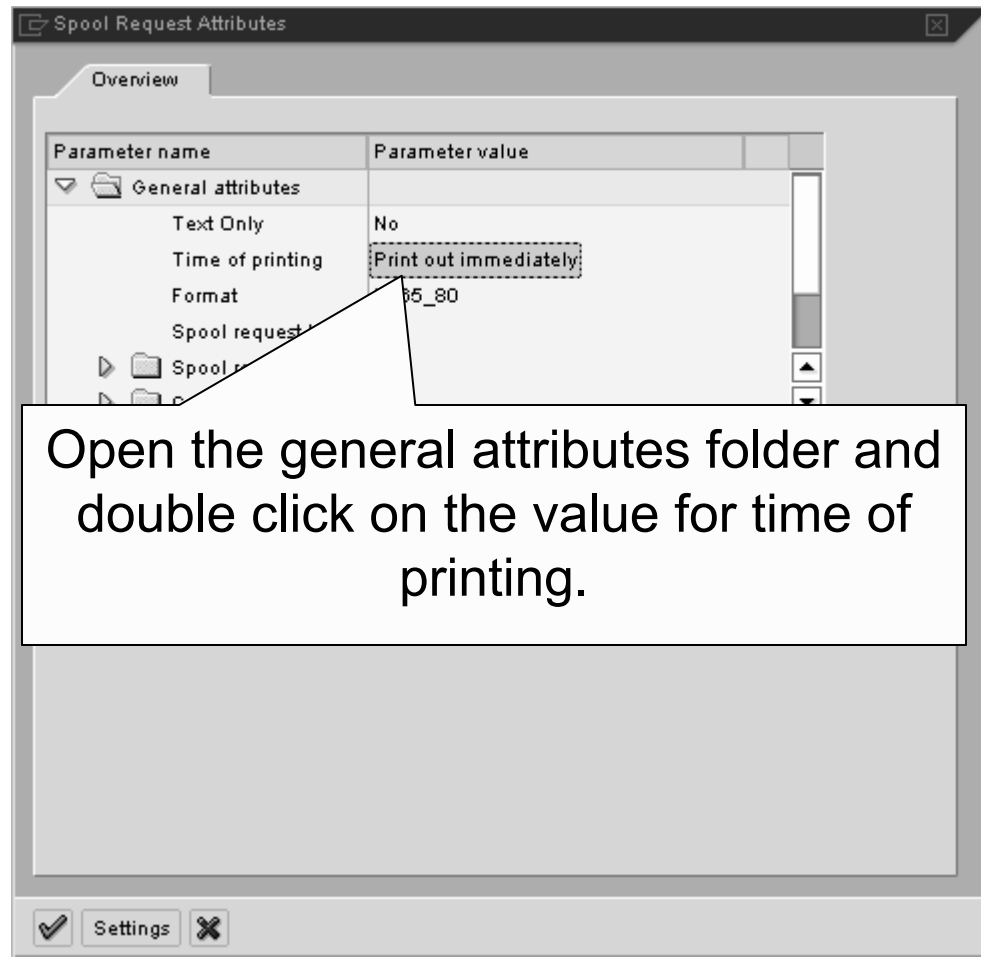 Spool Request Attributes
Overview
Parameter name Parameter value
General attributes
Text Only No
Time of printing Print out immediately
Format 65_80
Spool request
Spool
Open the general attributes folder and
double click on the value for time of
printing.
Settings